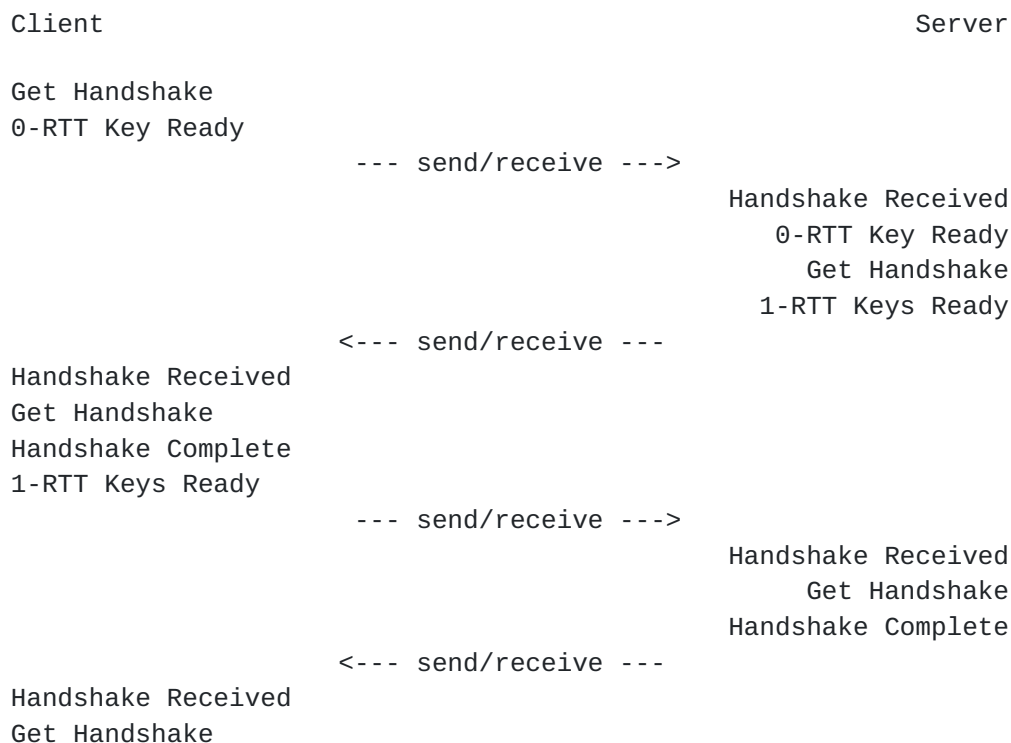 Client Server
Get Handshake
0-RTT Key Ready
--- send/receive --->
Handshake Received
0-RTT Key Ready
Get Handshake
1-RTT Keys Ready
<--- send/receive ---
Handshake Received
Get Handshake
Handshake Complete
1-RTT Keys Ready
--- send/receive --->
Handshake Received
Get Handshake
Handshake Complete
<--- send/receive ---
Handshake Received
Get Handshake